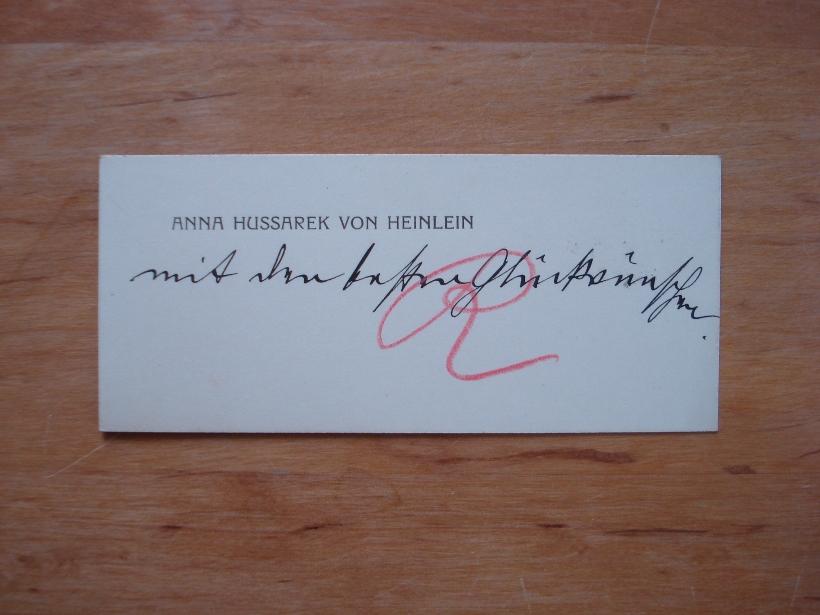 ANNA HUSSAREK VON HEINLEIN
mit den besten Glückwünschen.
R